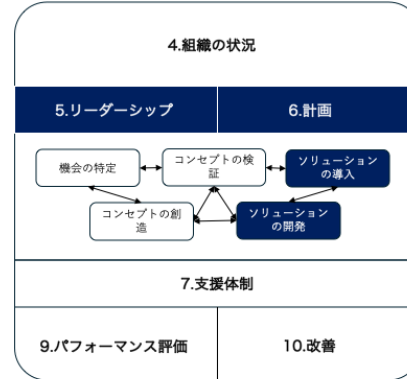 4.組織の状況
5.リーダーシップ
6.計画
機会の特定
コンセプトの検
証
ソリューション
の導入
コンセプトの創
造
ソリューション
の開発
7.支援体制
9.パフォーマンス評価
10.改善